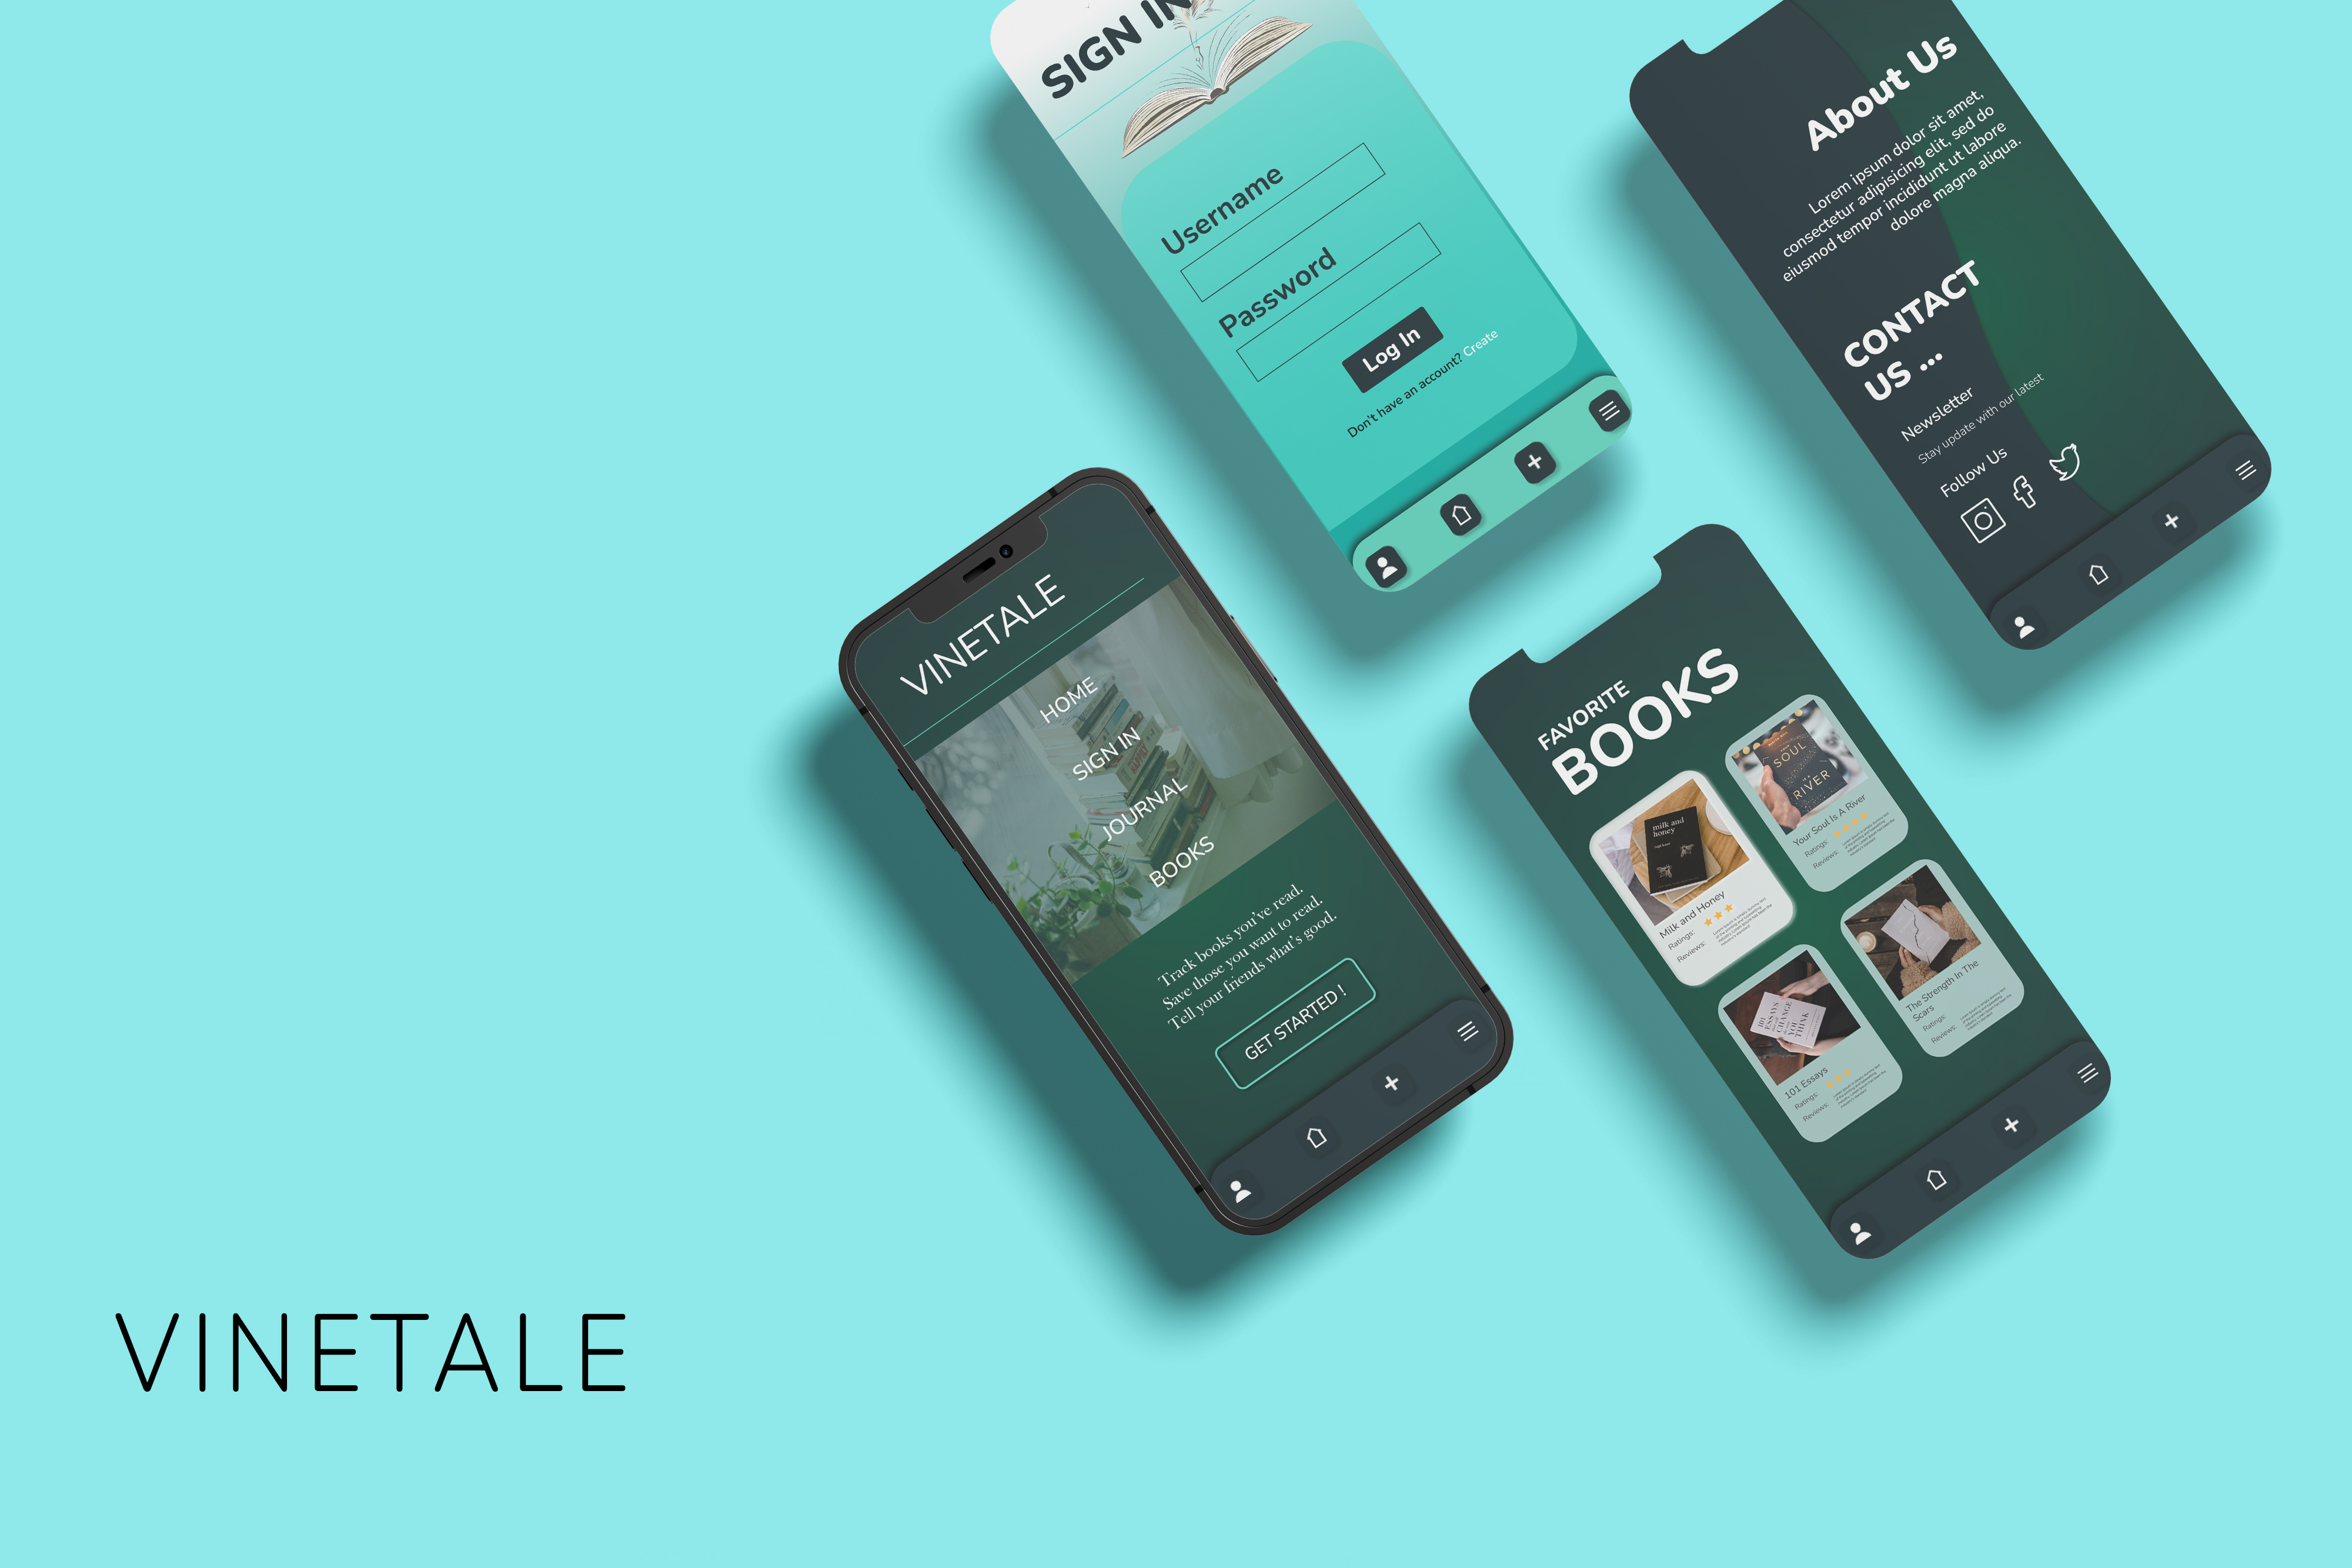 SIGN IN
Username
Password
Log In
Don't have an account? Create
About Us
Lorem ipsum dolor sit amet,
consectetur adipisicing elit, sed do
eiusmod tempor incididunt ut labore
dolore magna aliqua.
CONTACT
US ...
Newsletter
Stay update with our latest
Follow Us
VINETALE
HOME
SIGN IN
JOURNAL
BOOKS
Track books you've read.
Save those you want to read.
Tell your friends what's good.
GET STARTED !
FAVORITE
BOOKS
milk and
honey
Milk and Honey
Ratings:
Reviews:
SOUL
RIVER
Your Soul Is A River
Ratings:
Reviews:
101
ESSAYS
CHANGE
YOU
THINK
101 Essays
Ratings:
Reviews:
The Strength In The
Scars
Ratings:
Reviews:
VINETALE